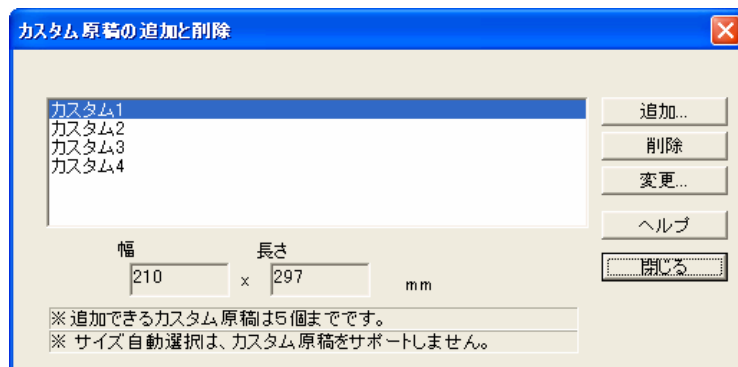 カスタム原稿の追加と削除
カスタム1
カスタム2
カスタム3
カスタム4
追加...
削除
変更...
ヘルプ
閉じる
幅 長さ
210 x 297 mm
※追加できるカスタム原稿は5個までです。
※ サイズ自動選択は、カスタム原稿をサポートしません。